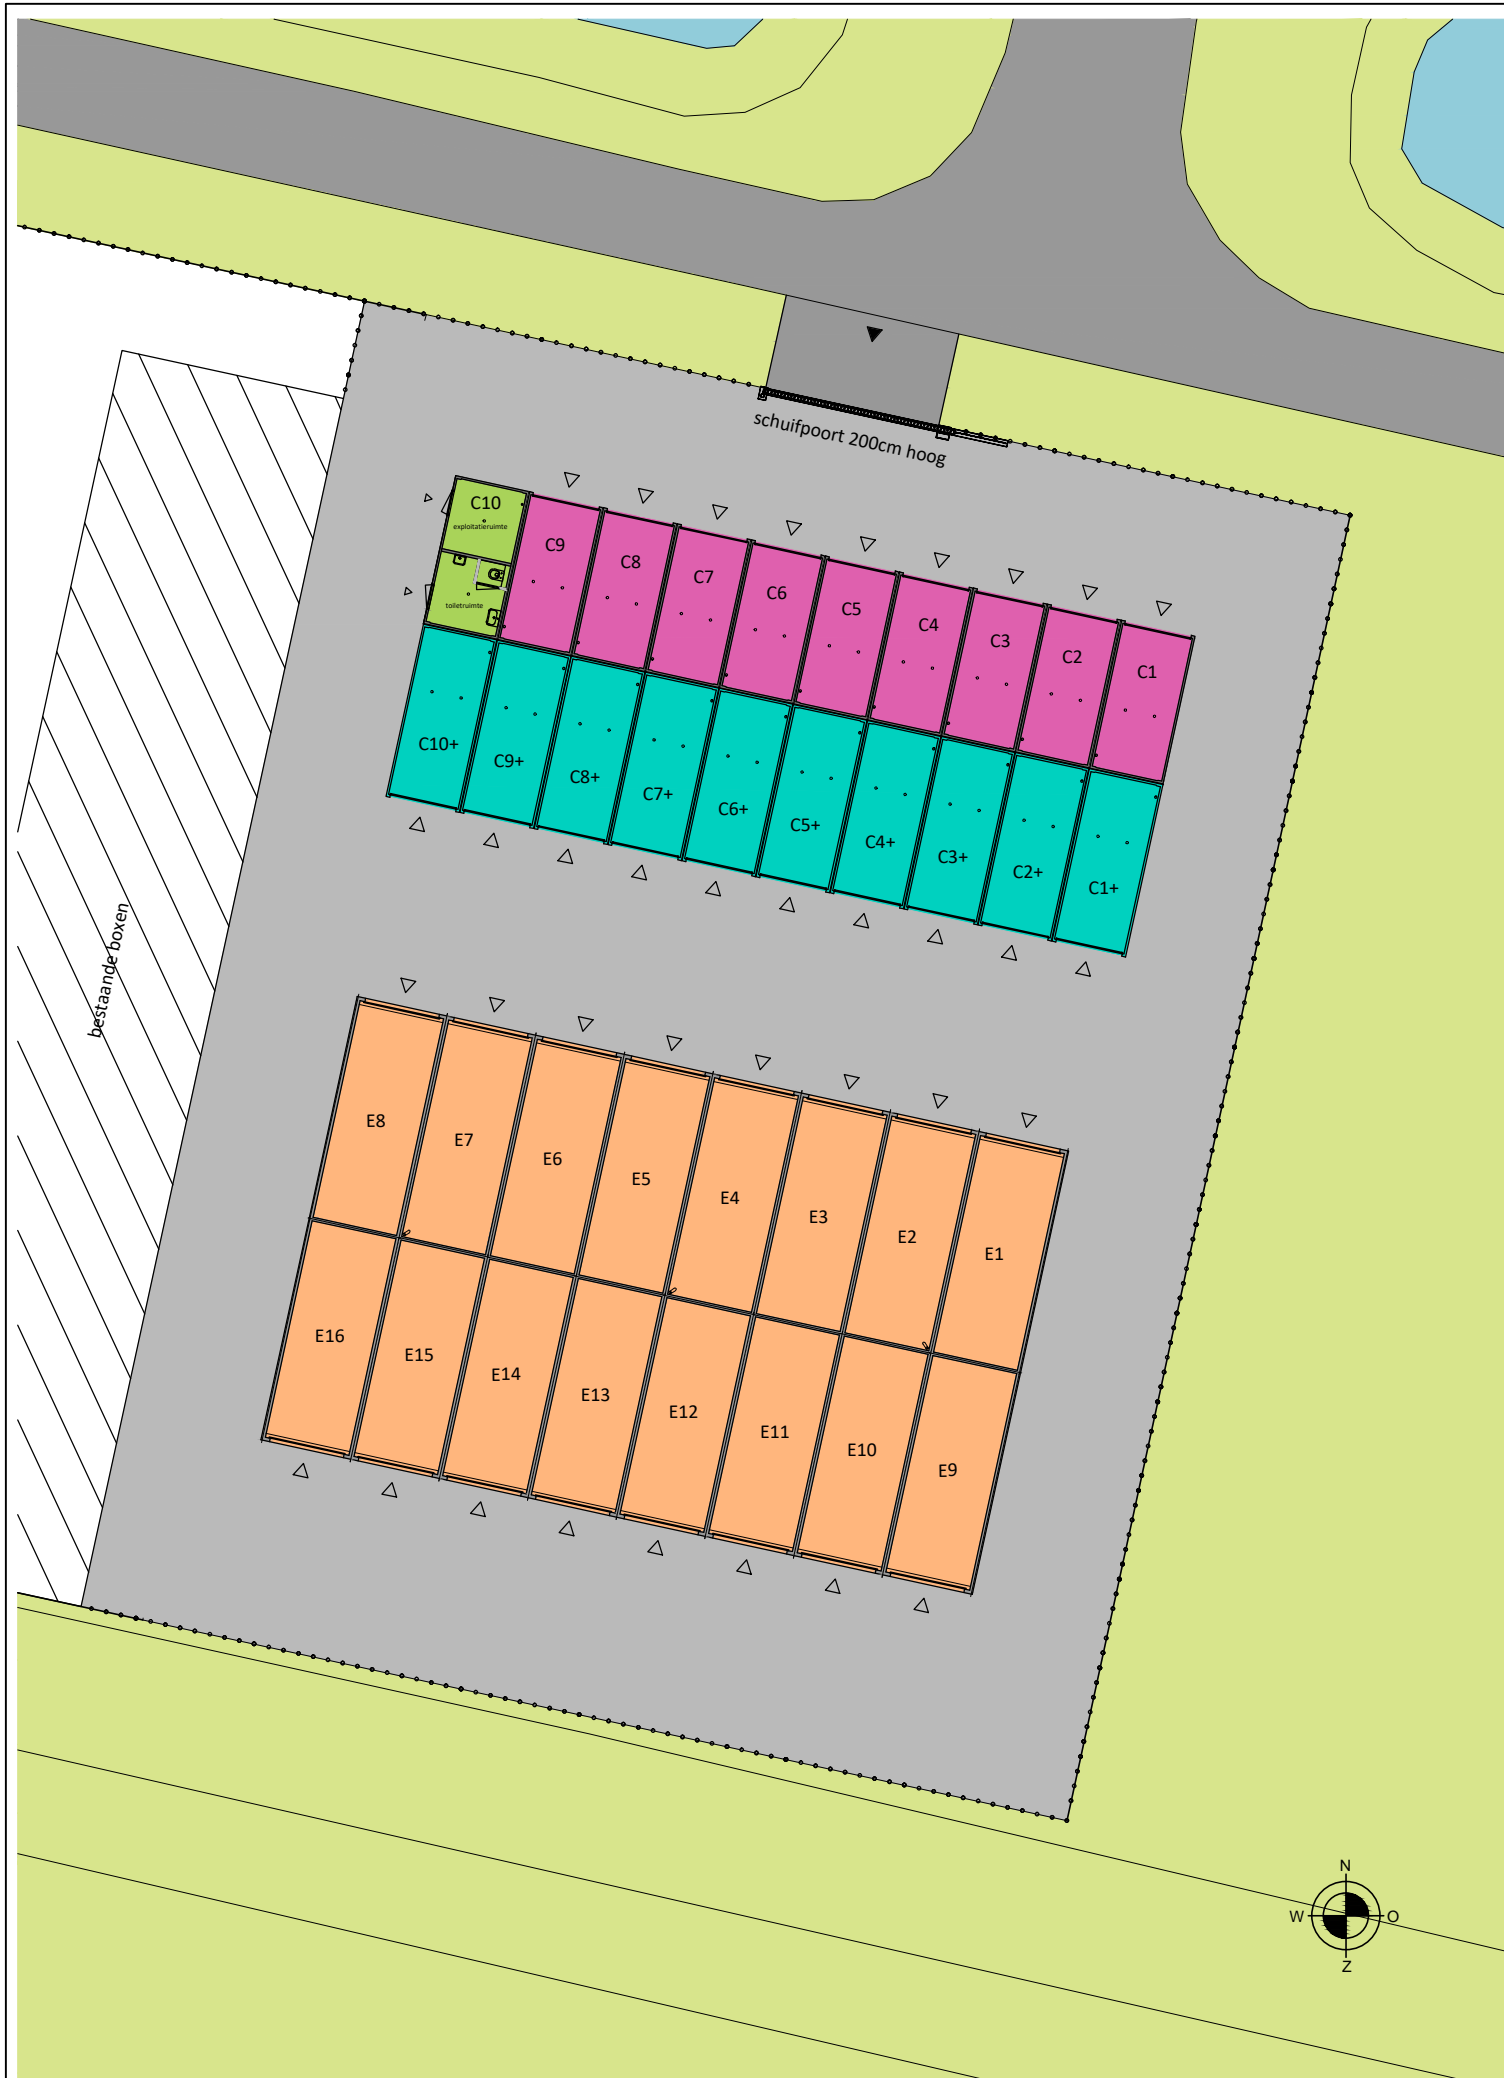 schuifpoort 200cm hoog
C10
exploitatieruimte
toiletruimte
C9
C8
C7
C6
C5
C4
C3
C2
C1
C10+
C9+
C8+
C7+
C6+
C5+
C4+
C3+
C2+
C1+
bestaande boxen
E8
E7
E6
E5
E4
E3
E2
E1
E16
E15
E14
E13
E12
E11
E10
E9
N
W
O
Z